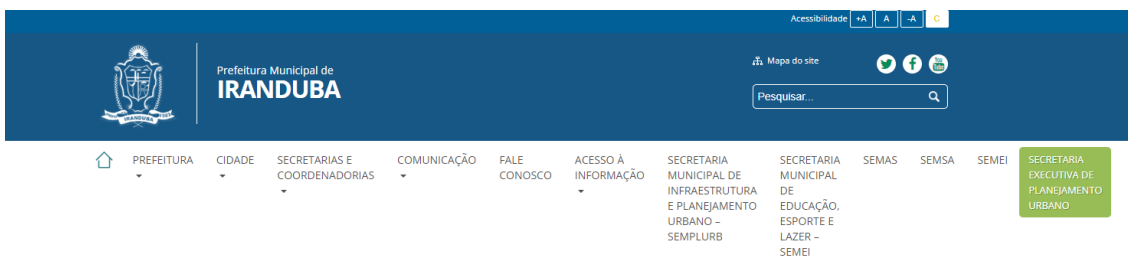 Acessibilidade +A A -A C
Mapa do site
Prefeitura Municipal de
IRANDUBA
Pesquisar...
IRANDUBA
PREFEITURA
CIDADE
SECRETARIAS E
COORDENADORIAS
COMUNICAÇÃO
FALE
CONOSCO
ACESSO À
INFORMAÇÃO
SECRETARIA
MUNICIPAL DE
INFRAESTRUTURA
E PLANEJAMENTO
URBANO –
SEMPLURB
SECRETARIA
MUNICIPAL
DE
EDUCAÇÃO,
ESPORTE E
LAZER –
SEMEI
SEMAS
SEMSA
SEMEI
SECRETARIA
EXECUTIVA DE
PLANEJAMENTO
URBANO